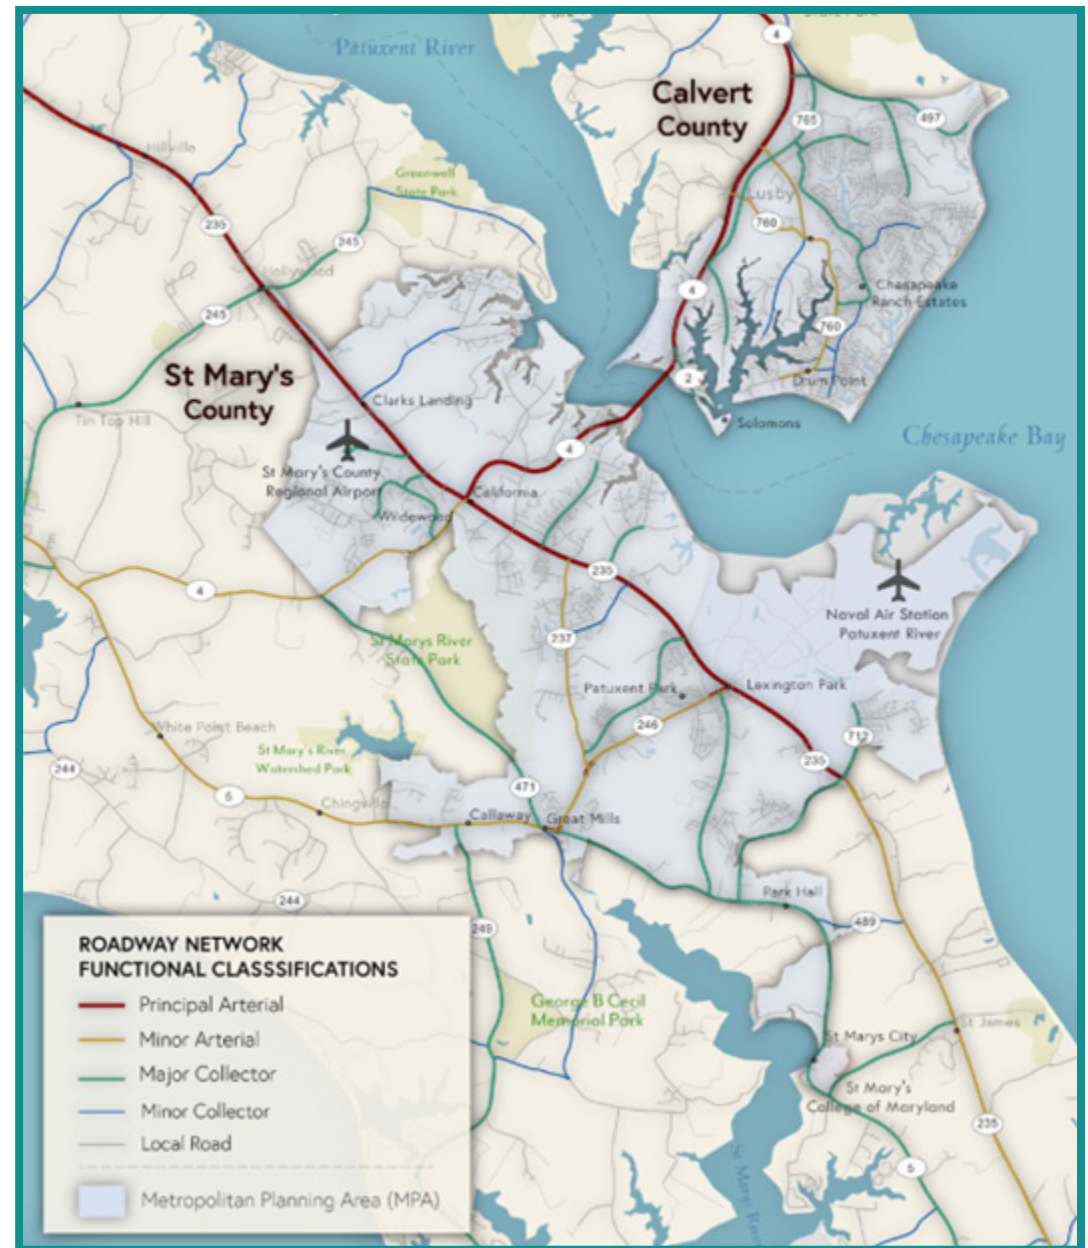 Patuxent River
State Park
4
Calvert
County
765
497
Hillville
Greenwell
State Park
Lusby
760
235
245
Hollywood
4
Chesapeake
Ranch Estates
245
760
St Mary's
County
2
Drum Point
Clarks Landing
Tin Top Hill
Solomons
Chesapeake Bay
4
St Mary's County
Regional Airport
California
Wildewood
235
4
Naval Air Station
Patuxent River
237
St Marys River
State Park
Patuxent Park
Lexington Park
White Point Beach
246
712
St Mary's River
Watershed Park
244
235
471
5
Chingville
Callaway
Great Mills
Park Hall
244
489
249
ROADWAY NETWORK
FUNCTIONAL CLASSSIFICATIONS
Principal Arterial
Minor Arterial
Major Collector
Minor Collector
Local Road
Metropolitan Planning Area (MPA)
George B Cecil
Memorial Park
St James
St Marys City
St Mary's
College of Maryland
235
5
St Marys River